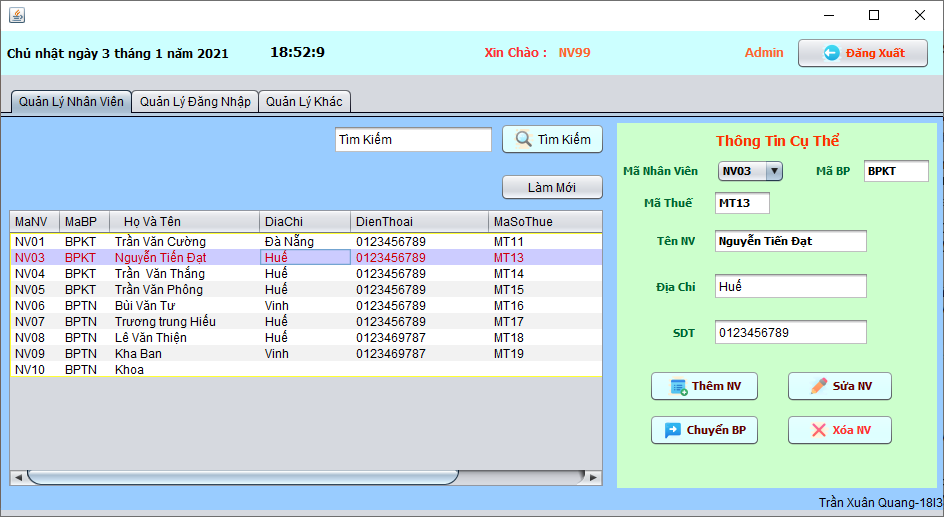 Chủ nhật ngày 3 tháng 1 năm 2021 18:52:9 Xin Chào : NV99 Admin Đăng Xuất
Quản Lý Nhân Viên Quản Lý Đăng Nhập Quản Lý Khác
Tìm Kiếm Tìm Kiếm
Làm Mới
MaNV MaBP Họ Và Tên DiaChi DienThoai MaSoThue
NV01 BPKT Trần Văn Cường Đà Nẵng 0123456789 MT11
NV03 BPKT Nguyễn Tiến Đạt Huế 0123456789 MT13
NV04 BPKT Trần Văn Thắng Huế 0123456789 MT14
NV05 BPKT Trần Văn Phông Huế 0123456789 MT15
NV06 BPTN Bùi Văn Tư Vinh 0123456789 MT16
NV07 BPTN Trương trung Hiếu Huế 0123456789 MT17
NV08 BPTN Lê Văn Thiện Huế 0123469787 MT18
NV09 BPTN Kha Ban Vinh 0123469787 MT19
NV10 BPTN Khoa
Thông Tin Cụ Thể
Mã Nhân Viên NV03 Mã BP BPKT
Mã Thuế MT13
Tên NV Nguyễn Tiến Đạt
Địa Chỉ Huế
SDT 0123456789
Thêm NV Sửa NV
Chuyển BP Xóa NV
Trần Xuân Quang-18I3